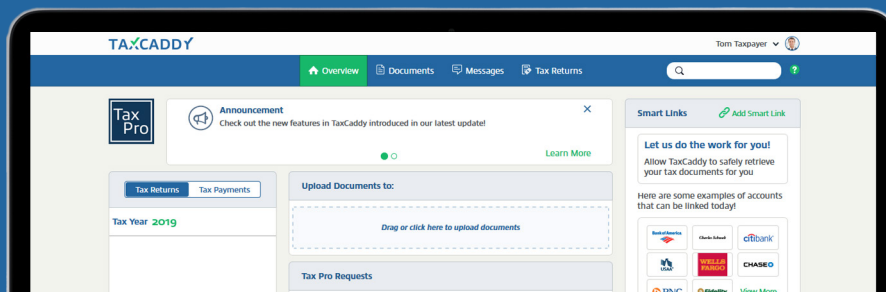 TAXCADDY
Tom Taxpayer
Overview
Documents
Messages
Tax Returns
?
Tax
Pro
Announcement
Check out the new features in TaxCaddy introduced in our latest update!
Learn More
Tax Returns
Tax Payments
Tax Year 2019
Upload Documents to:
Drag or click here to upload documents
Tax Pro Requests
Smart Links
Add Smart Link
Let us do the work for you!
Allow TaxCaddy to safely retrieve
your tax documents for you
Here are some examples of accounts
that can be linked today!
Bank of America
Charles Schwab
citibank
USAA
WELLS
FARGO
CHASE
PNC
Fidelity
View More